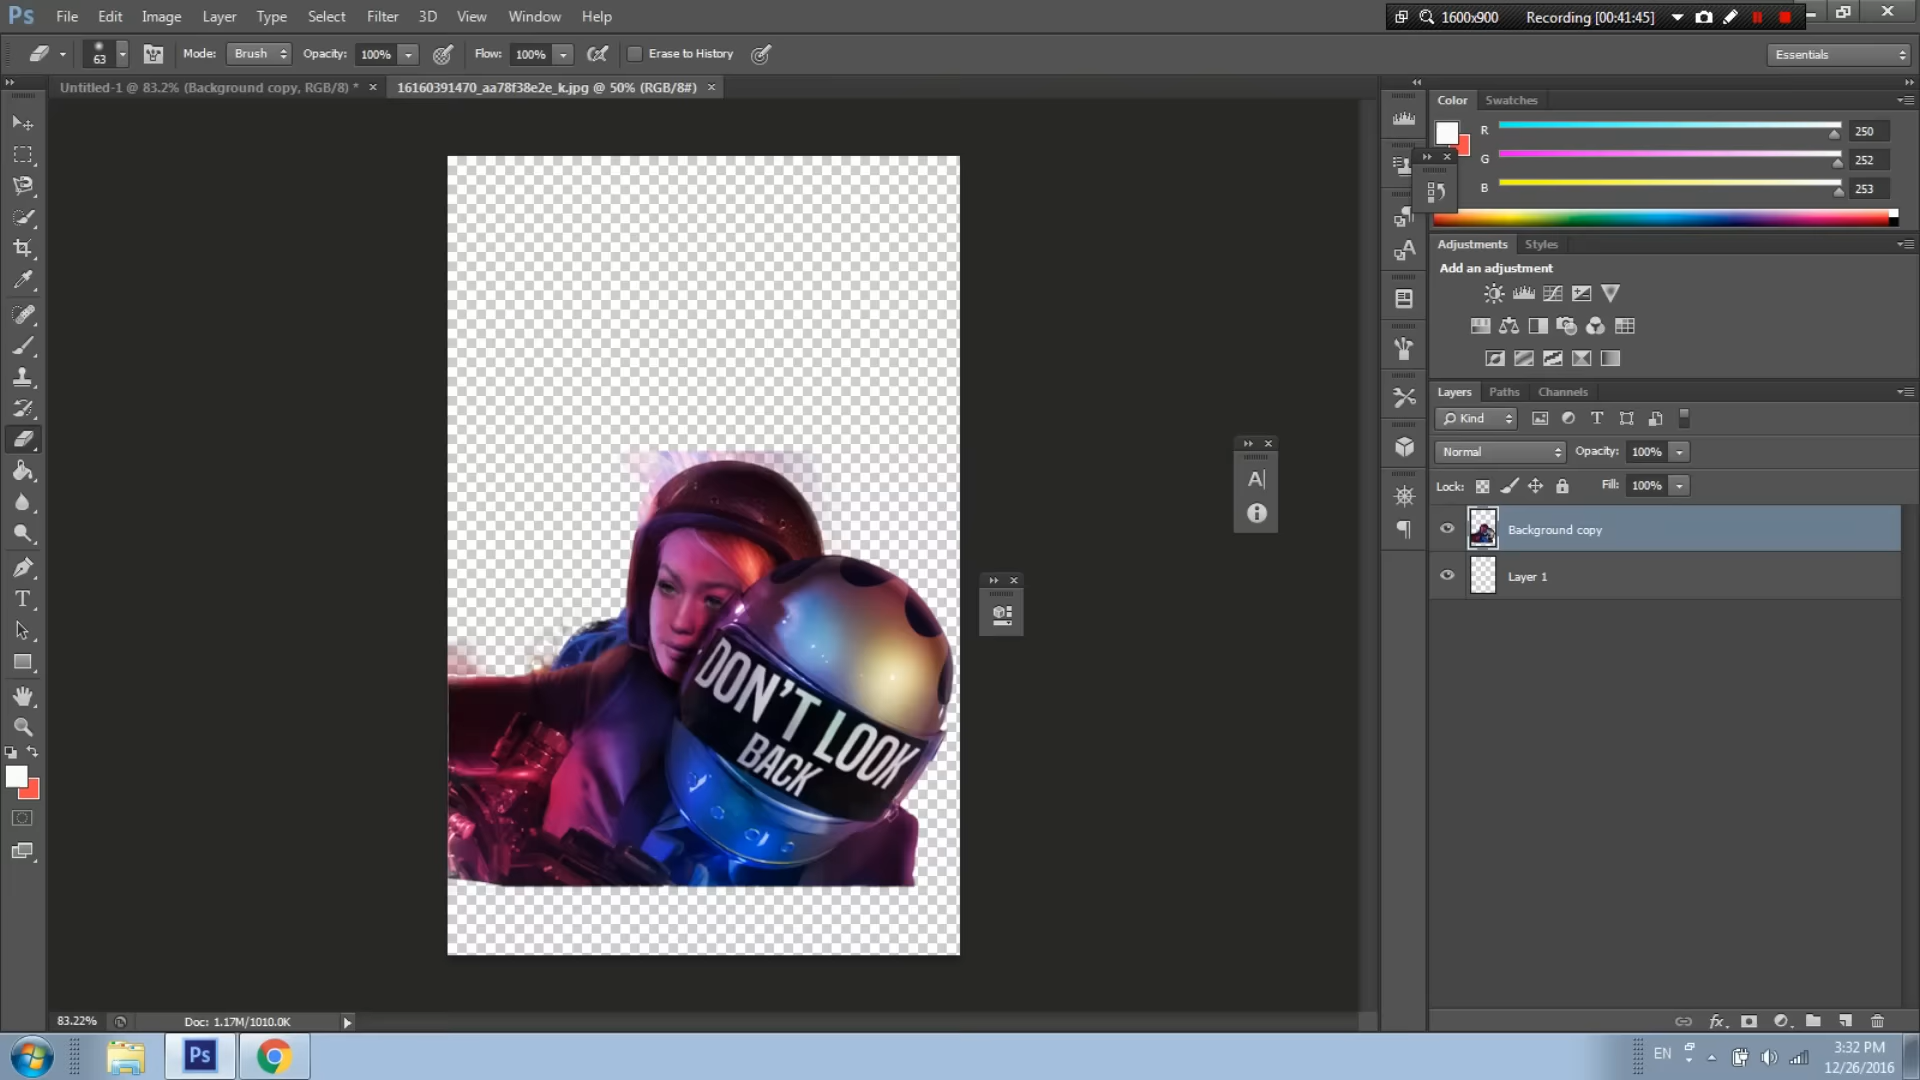 Ps File Edit Image Layer Type Select Filter 3D View Window Help
1600x900 Recording [00:41:45]
63 Mode: Brush Opacity: 100% Flow: 100% Erase to History Essentials
Untitled-1 @ 83.2% (Background copy, RGB/8) * × 16160391470_aa78f38e2e_k.jpg @ 50% (RGB/8#) ×
Color Swatches
R 250
G 252
B 253
Adjustments Styles
Add an adjustment
Layers Paths Channels
Kind
Normal Opacity: 100%
Lock: Fill: 100%
Background copy
Layer 1
DON'T LOOK
BACK
83.22% Doc: 1.17M/1010.0K
Ps EN 3:32 PM
12/26/2016